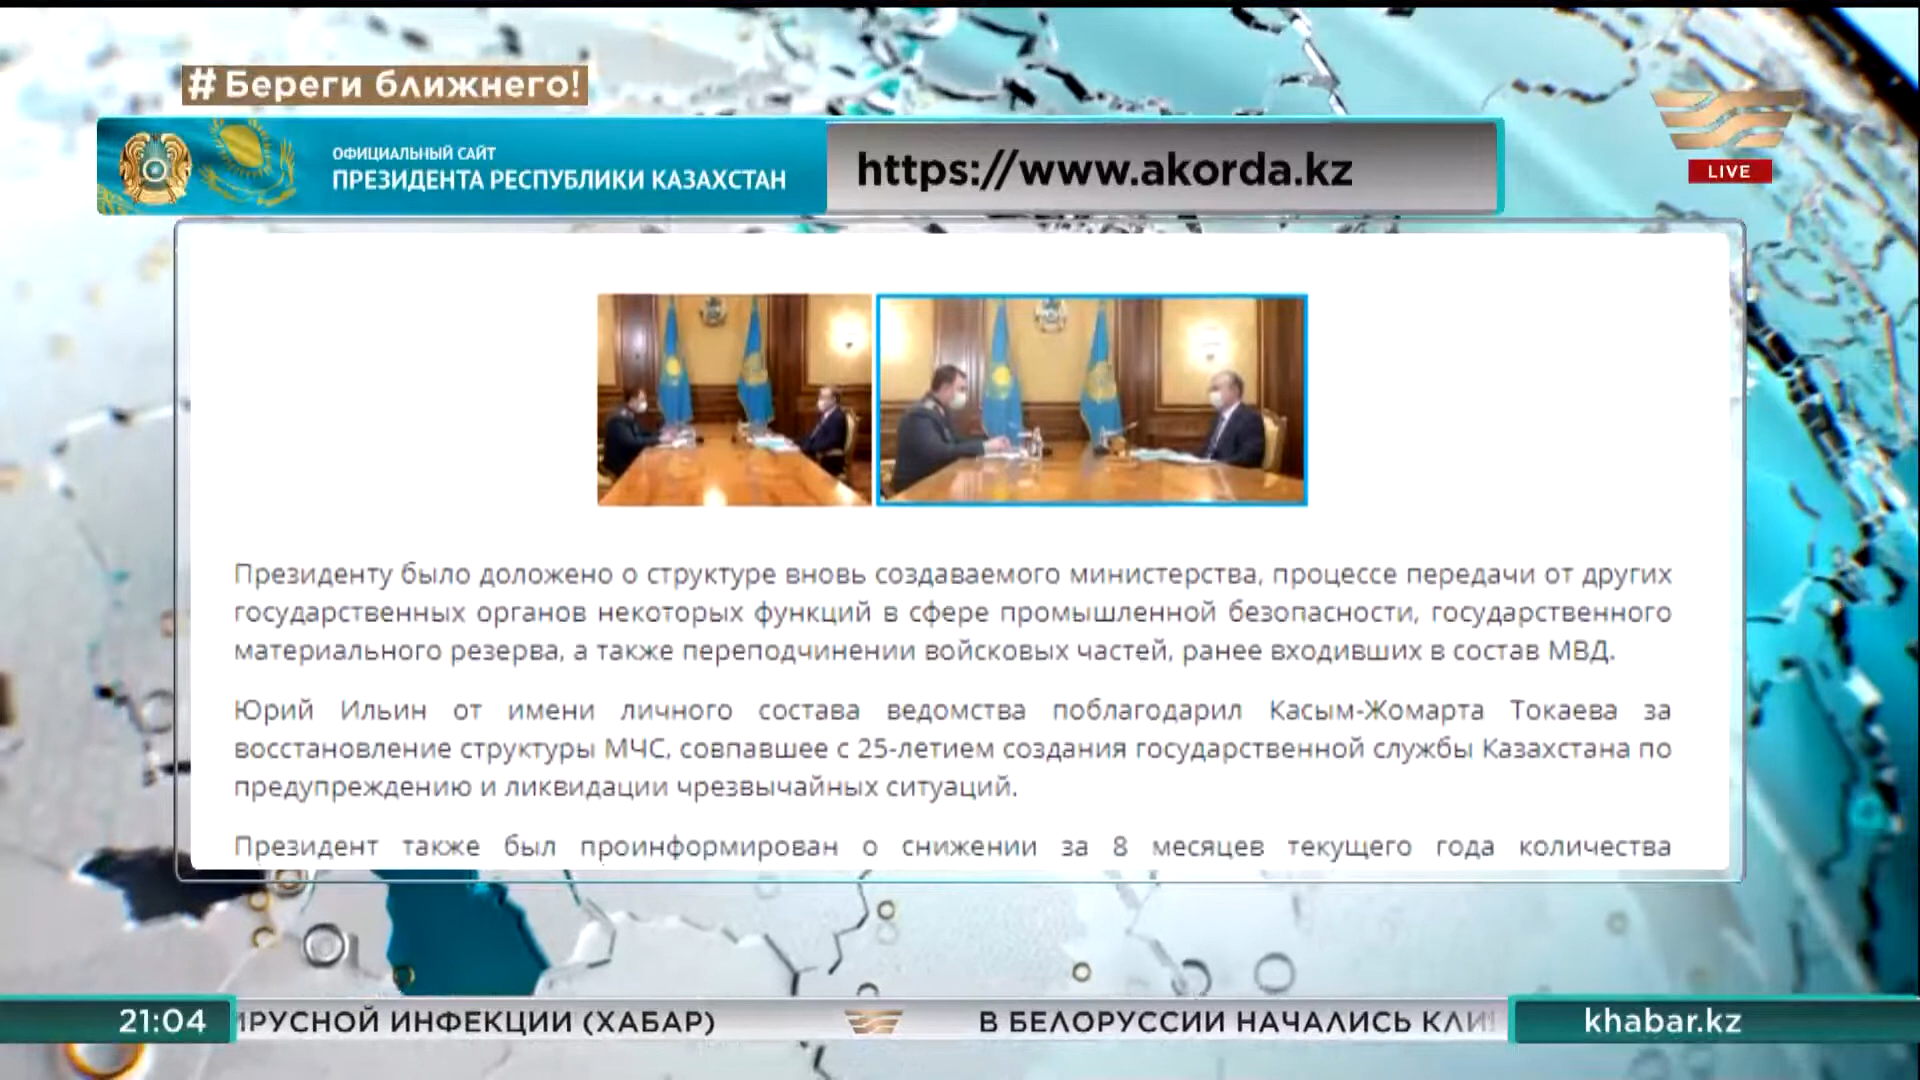 #Береги ближнего!
ОФИЦИАЛЬНЫЙ САЙТ
ПРЕЗИДЕНТА РЕСПУБЛИКИ КАЗАХСТАН
https://www.akorda.kz
LIVE
Президенту было доложено о структуре вновь создаваемого министерства, процессе передачи от других
государственных органов некоторых функций в сфере промышленной безопасности, государственного
материального резерва, а также переподчинении войсковых частей, ранее входивших в состав МВД.
Юрий Ильин от имени личного состава ведомства поблагодарил Касым-Жомарта Токаева за
восстановление структуры МЧС, совпавшее с 25-летием создания государственной службы Казахстана по
предупреждению и ликвидации чрезвычайных ситуаций.
Президент также был проинформирован о снижении за 8 месяцев текущего года количества
21:04
ИРУСНОЙ ИНФЕКЦИИ (ХАБАР)
В БЕЛОРУССИИ НАЧАЛИСЬ КЛИ
khabar.kz